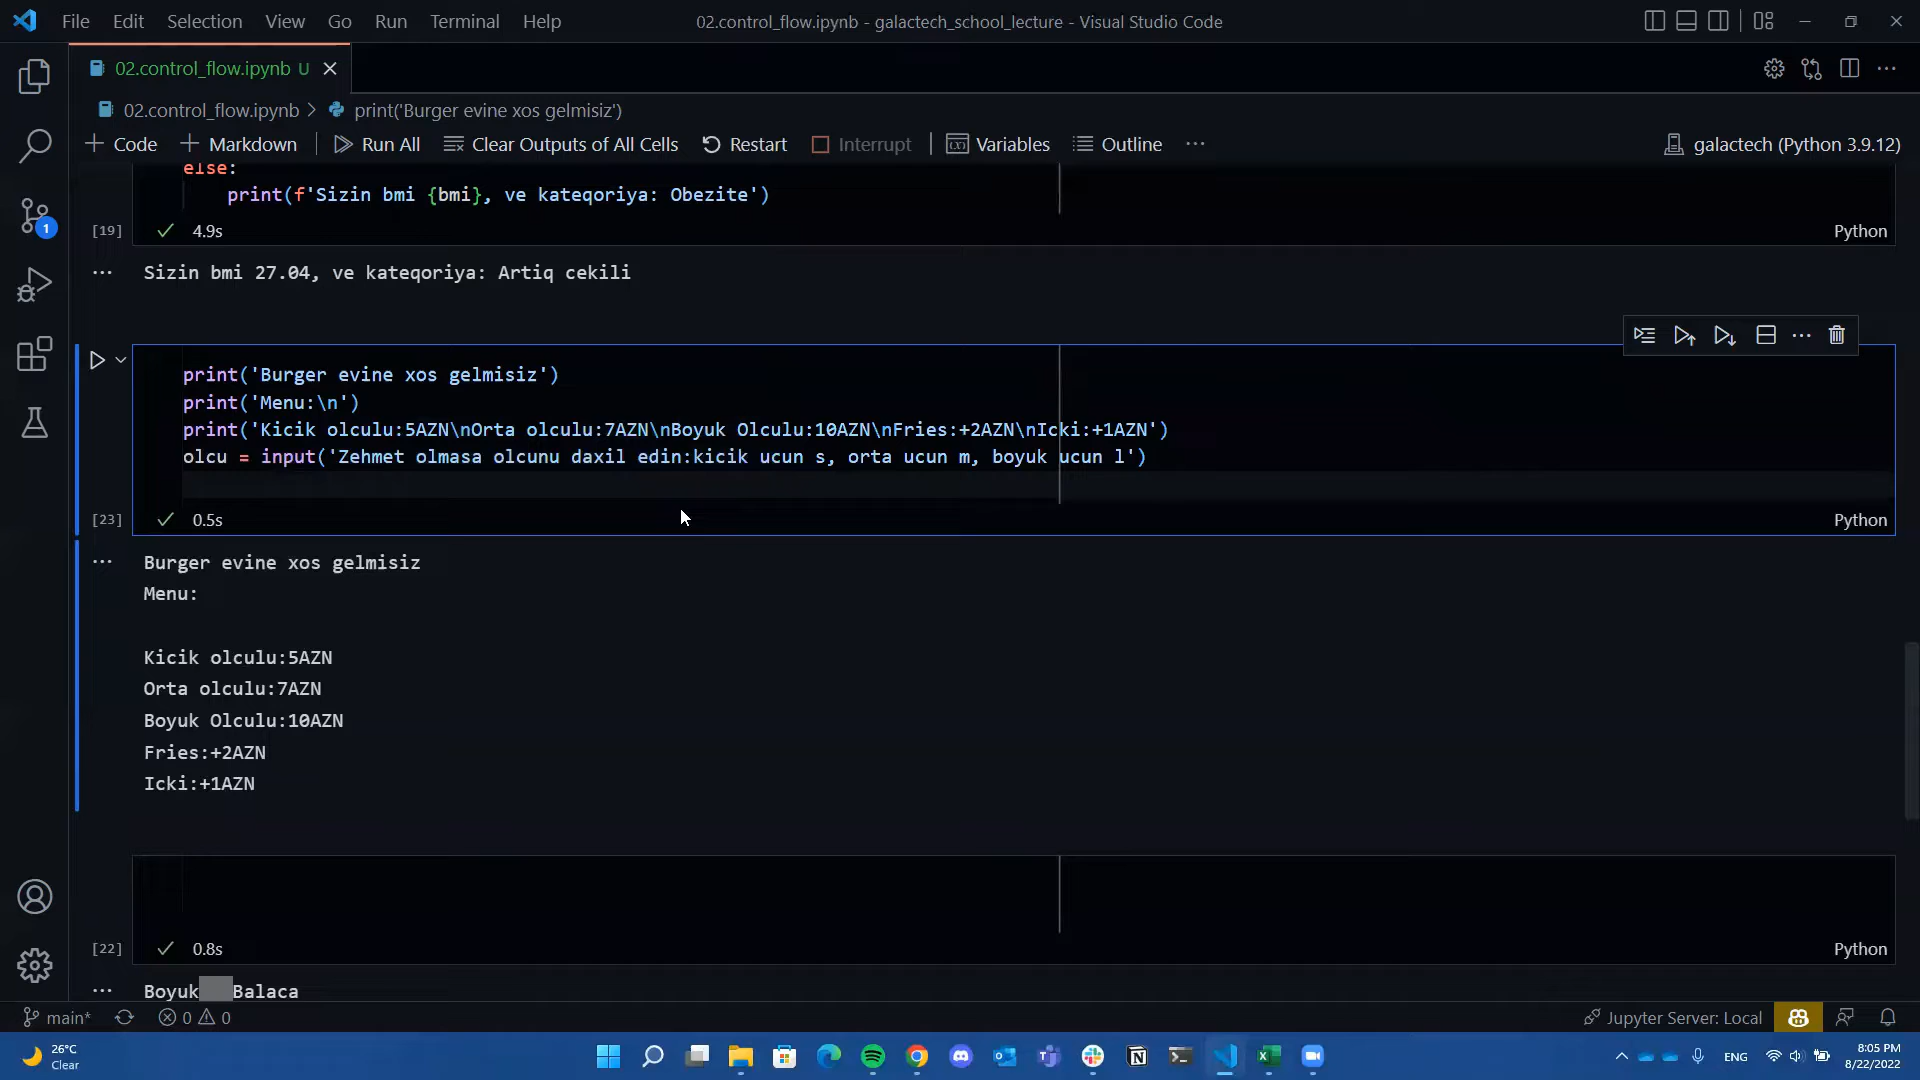 File Edit Selection View Go Run Terminal Help 02.control_flow.ipynb - galactech_school_lecture - Visual Studio Code
02.control_flow.ipynb U
02.control_flow.ipynb > print('Burger evine xos gelmisiz')
Code Markdown Run All Clear Outputs of All Cells Restart Interrupt Variables Outline ... galactech (Python 3.9.12)
else:
print(f'Sizin bmi {bmi}, ve kateqoriya: Obezite')
[19] 4.9s Python
Sizin bmi 27.04, ve kateqoriya: Artiq cekili
print('Burger evine xos gelmisiz')
print('Menu:\n')
print('Kicik olculu:5AZN\nOrta olculu:7AZN\nBoyuk Olculu:10AZN\nFries:+2AZN\nIcki:+1AZN')
olcu = input('Zehmet olmasa olcunu daxil edin:kicik ucun s, orta ucun m, boyuk ucun l')
[23] 0.5s Python
Burger evine xos gelmisiz
Menu:
Kicik olculu:5AZN
Orta olculu:7AZN
Boyuk Olculu:10AZN
Fries:+2AZN
Icki:+1AZN
[22] 0.8s Python
Boyuk Balaca
1
main* 0 0 Jupyter Server: Local
26°C
Clear
ENG
8:05 PM
8/22/2022